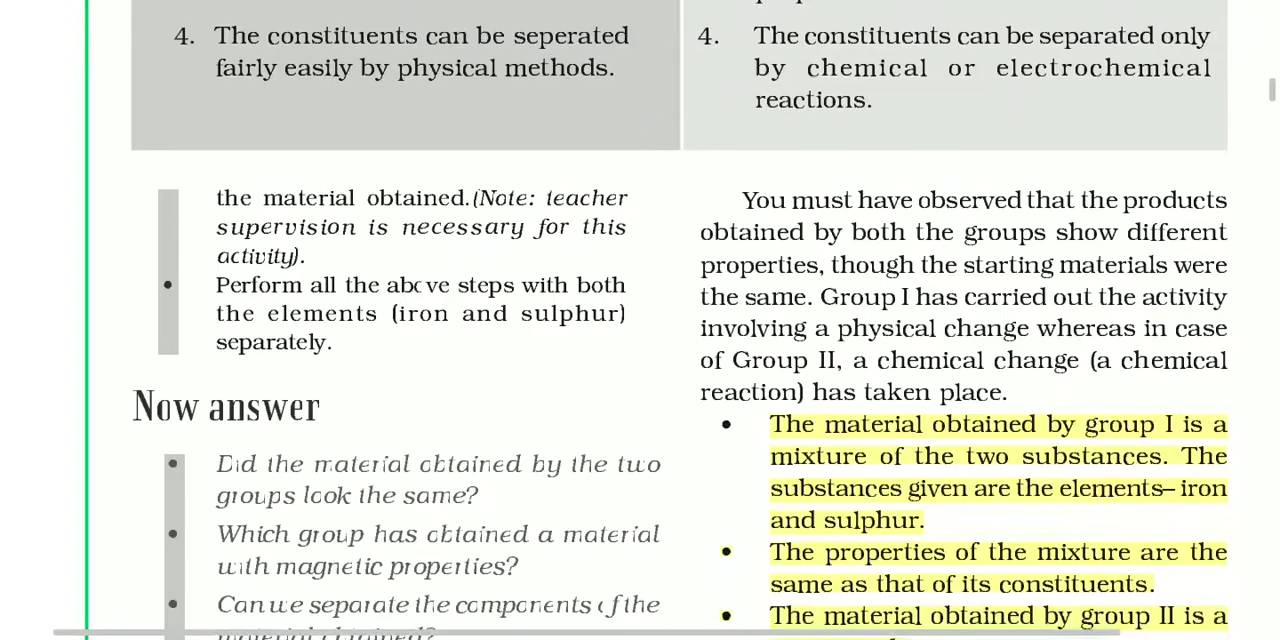 4. The constituents can be seperated
fairly easily by physical methods.
4. The constituents can be separated only
by chemical or electrochemical
reactions.
the material obtained.(Note: teacher
supervision is necessary for this
activity).
• Perform all the above steps with both
the elements (iron and sulphur)
separately.
Now answer
• Did the material obtained by the two
groups look the same?
• Which group has obtained a material
with magnetic properties?
• Can we separate the components of the
material obtained?
You must have observed that the products
obtained by both the groups show different
properties, though the starting materials were
the same. Group I has carried out the activity
involving a physical change whereas in case
of Group II, a chemical change (a chemical
reaction) has taken place.
• The material obtained by group I is a
mixture of the two substances. The
substances given are the elements– iron
and sulphur.
• The properties of the mixture are the
same as that of its constituents.
• The material obtained by group II is a